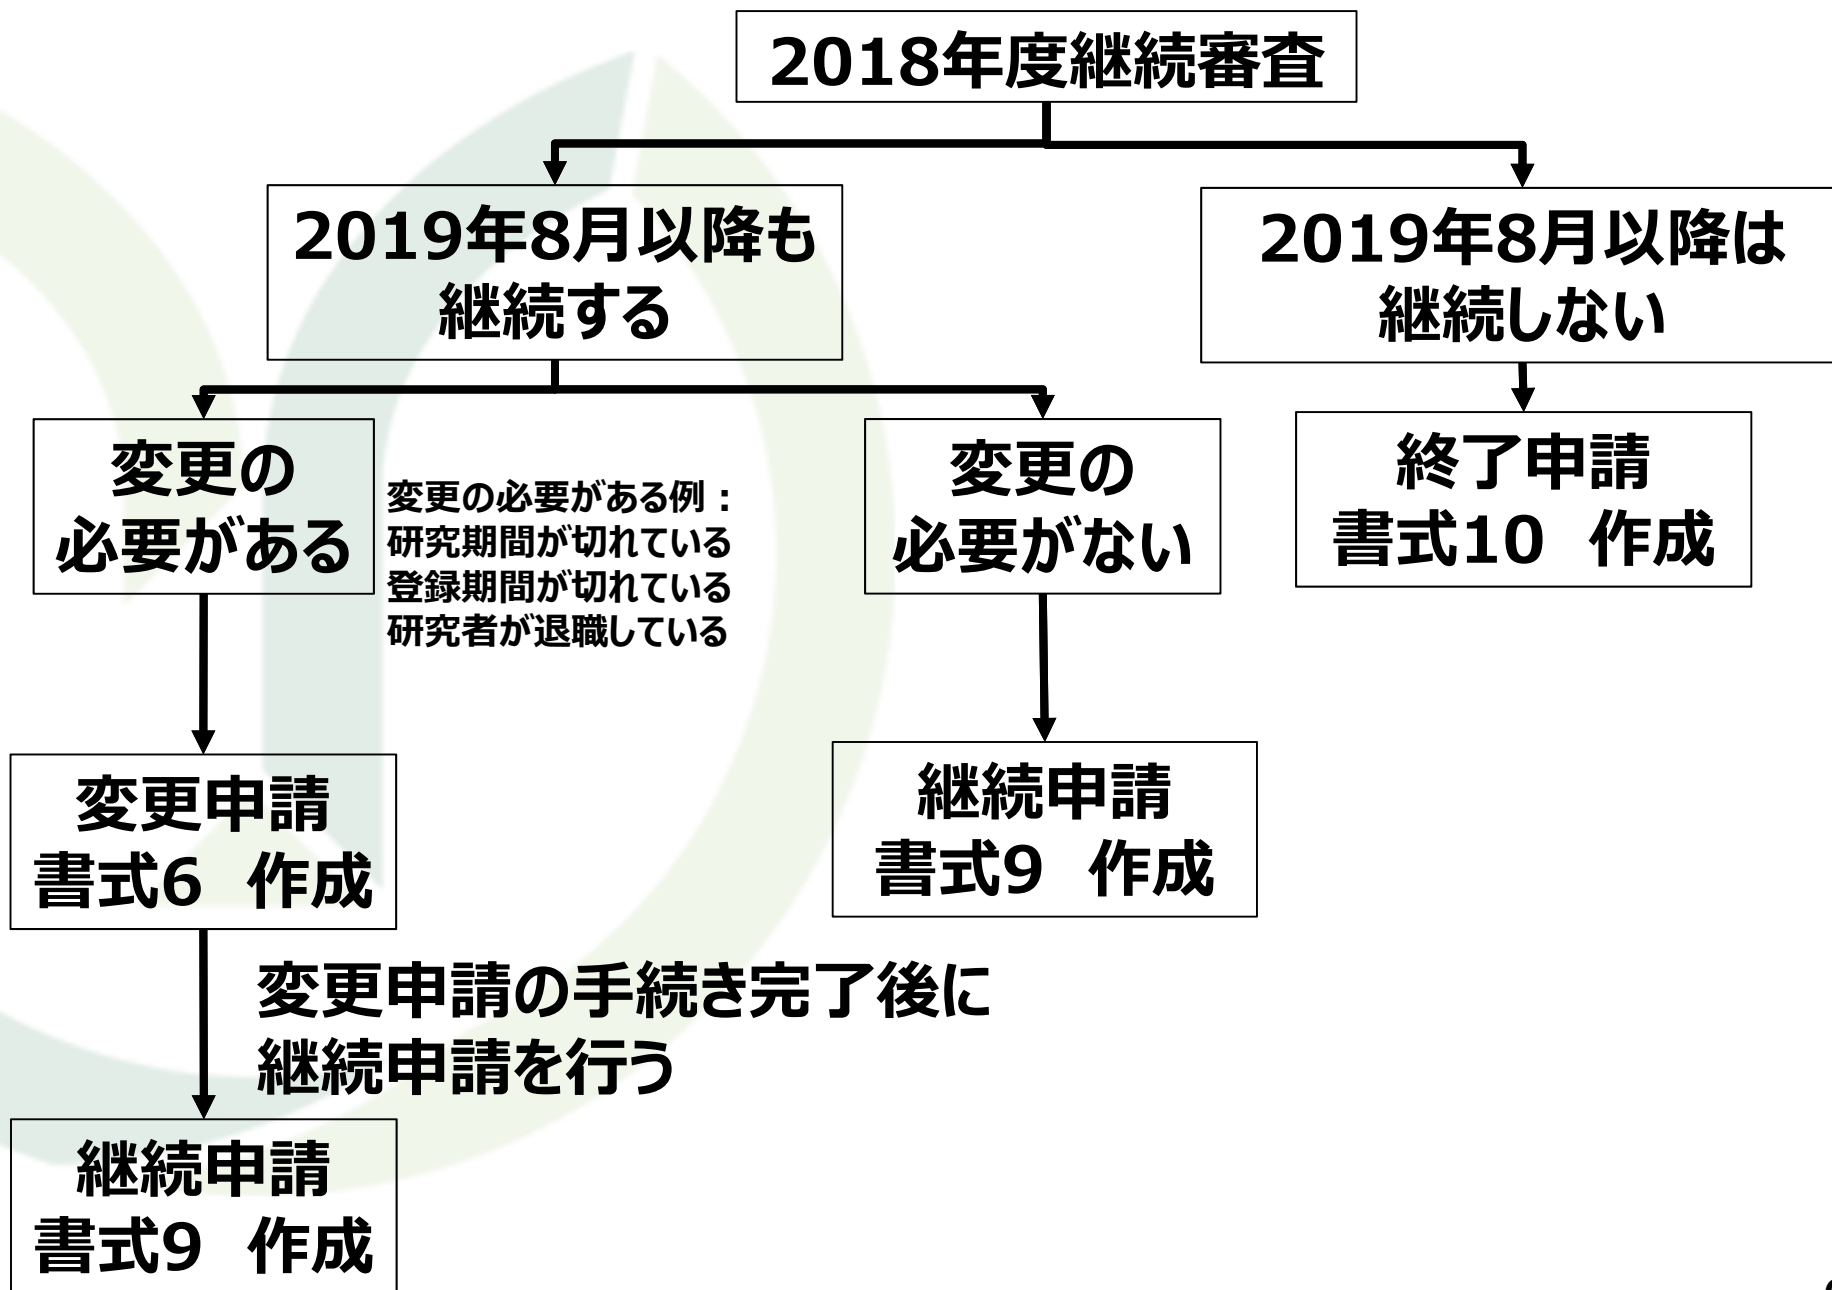 2018年度継続審査
2019年8月以降も
継続する
2019年8月以降は
継続しない
変更の
必要がある
変更の必要がある例：
研究期間が切れている
登録期間が切れている
研究者が退職している
変更の
必要がない
終了申請
書式10　作成
変更申請
書式6　作成
継続申請
書式9　作成
変更申請の手続き完了後に
継続申請を行う
継続申請
書式9　作成